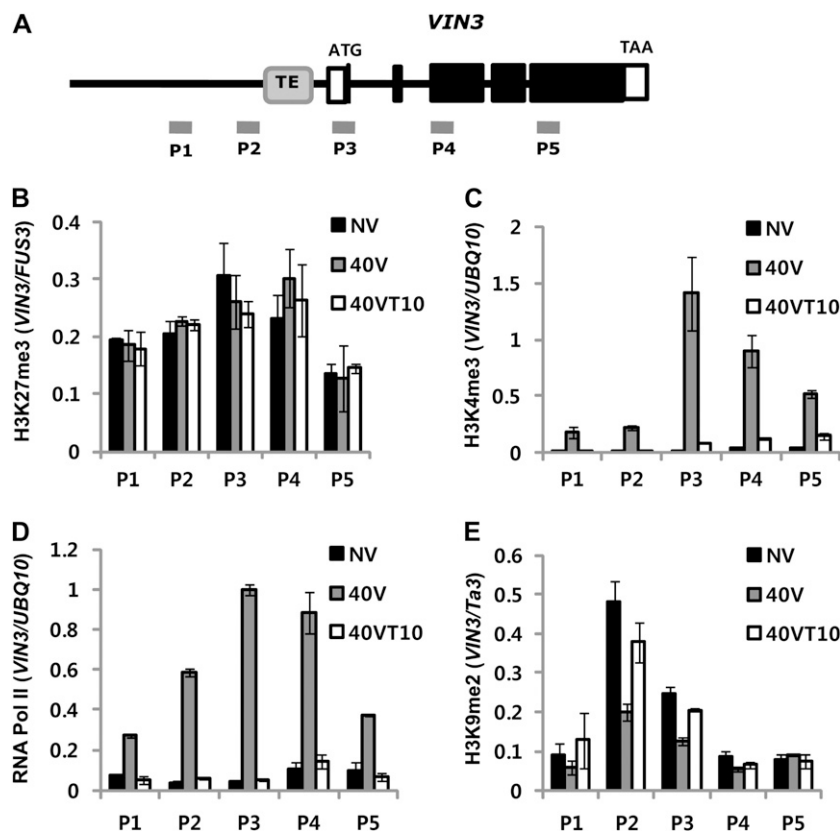 A
VIN3
ATG
TAA
TE
P1
P2
P3
P4
P5
B
H3K27me3 (VIN3/FUS3)
0.4
0.3
0.2
0.1
0
NV
40V
40VT10
P1 P2 P3 P4 P5
C
H3K4me3 (VIN3/UBQ10)
2
1.5
1
0.5
0
NV
40V
40VT10
P1 P2 P3 P4 P5
D
RNA Pol II (VIN3/UBQ10)
1.2
1
0.8
0.6
0.4
0.2
0
NV
40V
40VT10
P1 P2 P3 P4 P5
E
H3K9me2 (VIN3/Ta3)
0.6
0.5
0.4
0.3
0.2
0.1
0
NV
40V
40VT10
P1 P2 P3 P4 P5